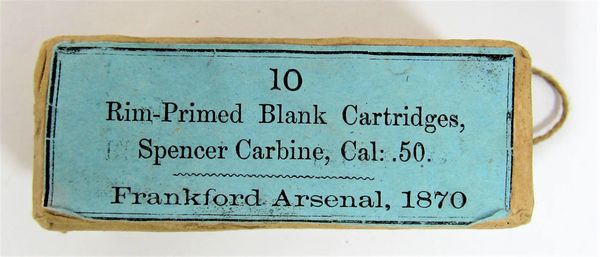 10
Rim-Primed Blank Cartridges,
Spencer Carbine, Cal: .50.
Frankford Arsenal, 1870